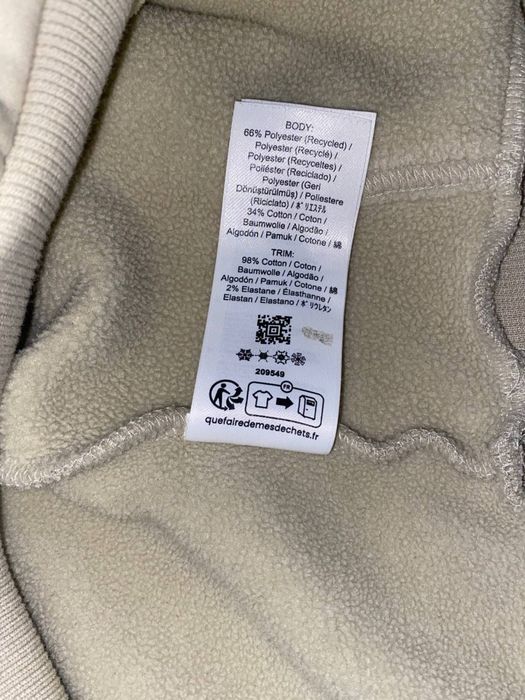 BODY:
66% Polyester (Recycled) /
Polyester (Recyclé) /
Polyester (Recyceltes) /
Poliéster (Reciclado) /
Polyester (Geri
Dönüştürülmüş) / Poliestere
(Riciclato) / ポリエステル
34% Cotton / Coton /
Baumwolle / Algodão /
Algodón / Pamuk / Cotone / 綿
TRIM:
98% Cotton / Coton /
Baumwolle / Algodão /
Algodón / Pamuk / Cotone / 綿
2% Elastane / Élasthanne /
Elastan / Elastano / ポリウレタン
209549
FR
quefairedemesdechets.fr